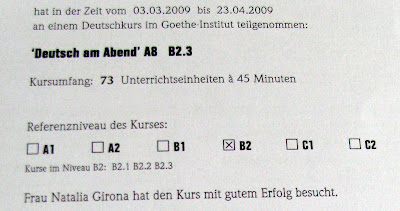 hat in der Zeit vom 03.03.2009 bis 23.04.2009
an einem Deutschkurs im Goethe-Institut teilgenommen:
'Deutsch am Abend' A8 B2.3
Kursumfang: 73 Unterrichtseinheiten à 45 Minuten
Referenzniveau des Kurses:
☐ A1 ☐ A2 ☐ B1 ☒ B2 ☐ C1 ☐ C2
Kurse im Niveau B2: B2.1 B2.2 B2.3
Frau Natalia Girona hat den Kurs mit gutem Erfolg besucht.